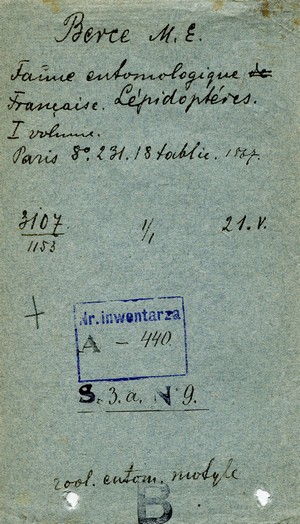 Berce M. E.
Faune entomologique
Française. Lépidoptères.
I volume.
Paris 8°. 231. 18 tablic. 1867.
3107 1/1 21.V.
1153
+
Nr. inwentarza
A - 440
S. 3. a. N 9.
zool. entom. motyle
B